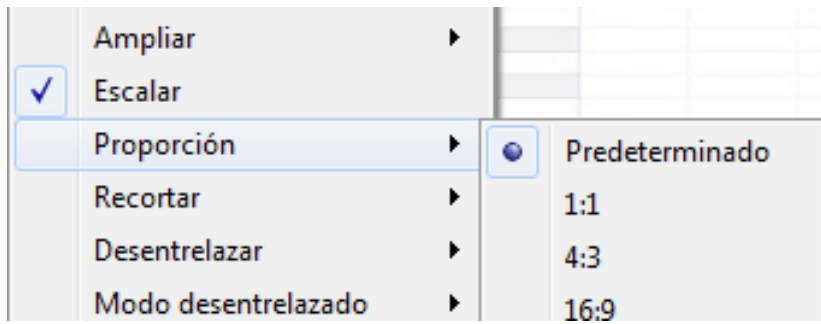 Ampliar
Escalar
Proporción
Recortar
Desentrelazar
Modo desentrelazado
Predeterminado
1:1
4:3
16:9